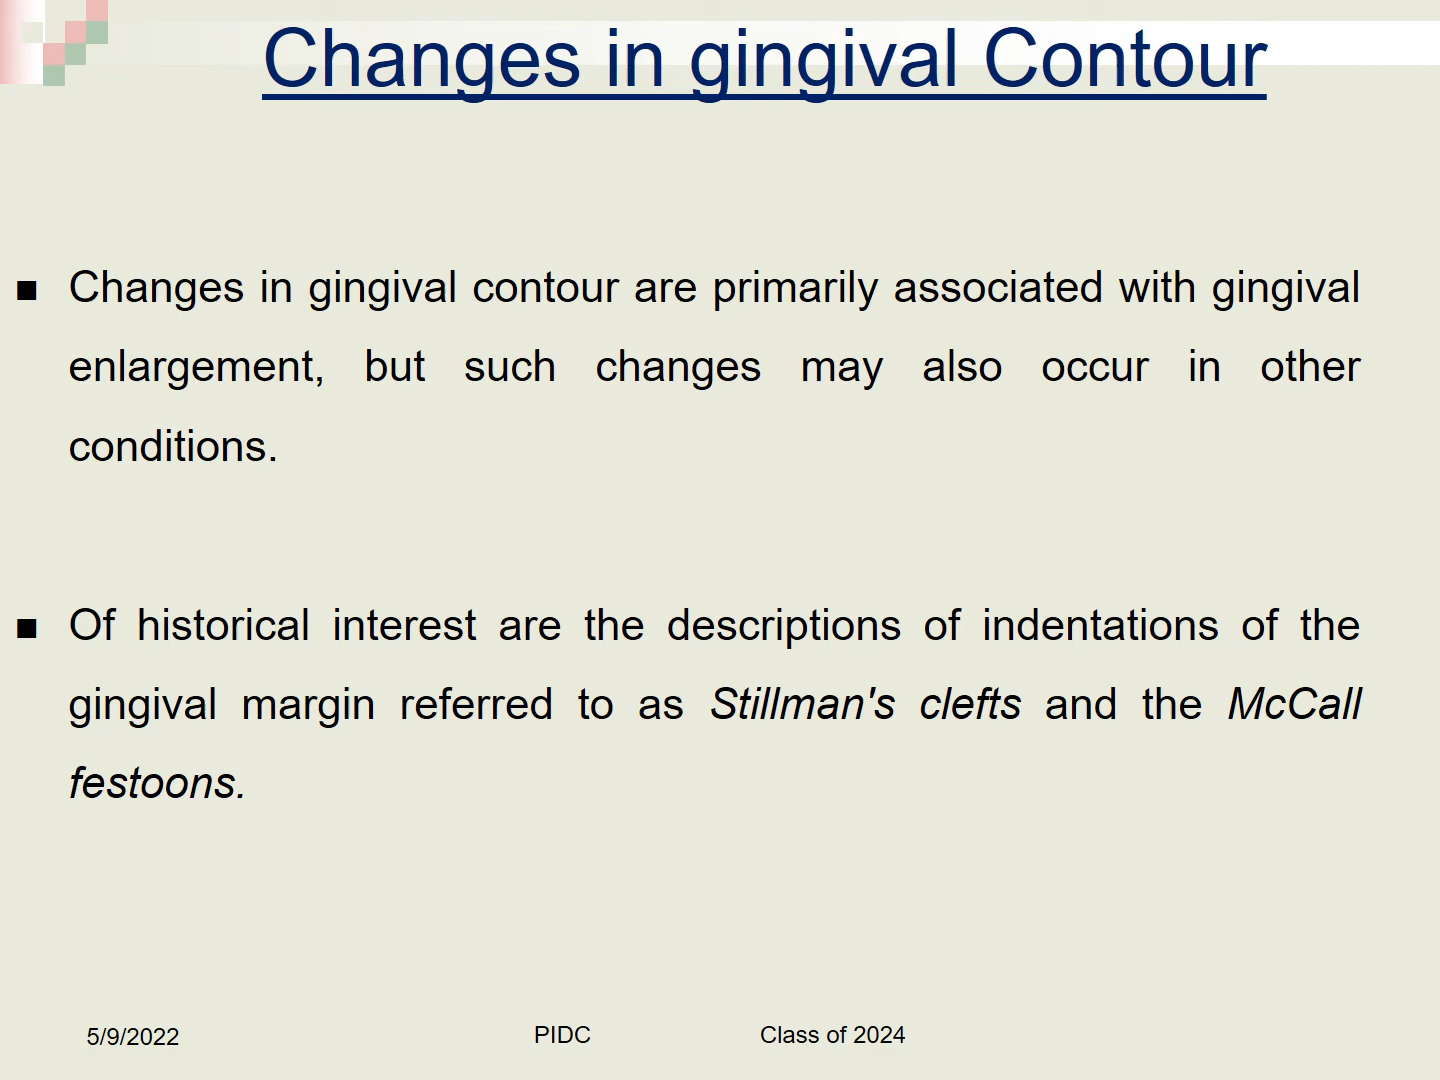 Changes in gingival Contour
Changes in gingival contour are primarily associated with gingival
enlargement, but such changes may also occur in other
conditions.
Of historical interest are the descriptions of indentations of the
gingival margin referred to as Stillman's clefts and the McCall
festoons.
5/9/2022 PIDC Class of 2024